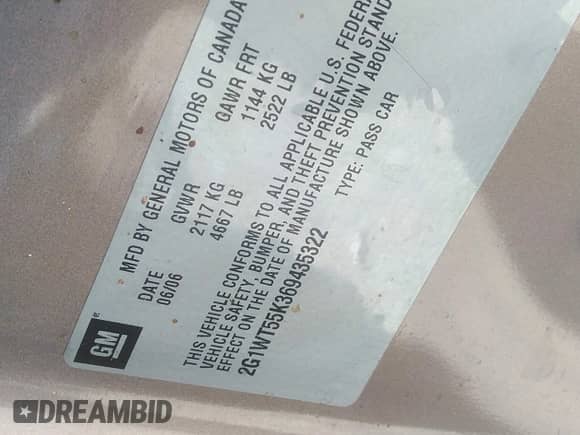 MFD BY GENERAL MOTORS OF CANADA
DATE GVWR GAWR FRT
06/06 2117 KG 1144 KG
4667 LB 2522 LB
THIS VEHICLE CONFORMS TO ALL APPLICABLE U.S. FEDERA
VEHICLE SAFETY, BUMPER, AND THEFT PREVENTION STAND
EFFECT ON THE DATE OF MANUFACTURE SHOWN ABOVE.
2G1WT55K369435322 TYPE: PASS CAR
GM ®
DREAMBID